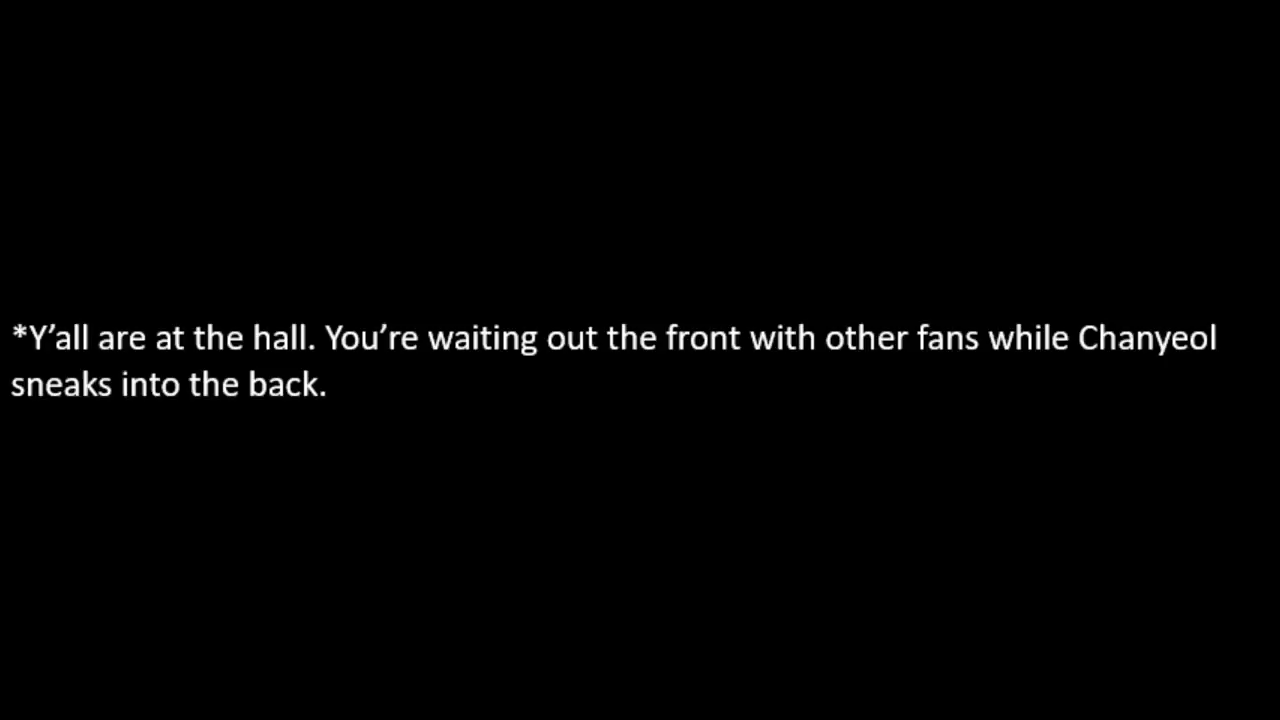 *Y’all are at the hall. You’re waiting out the front with other fans while Chanyeol
sneaks into the back.